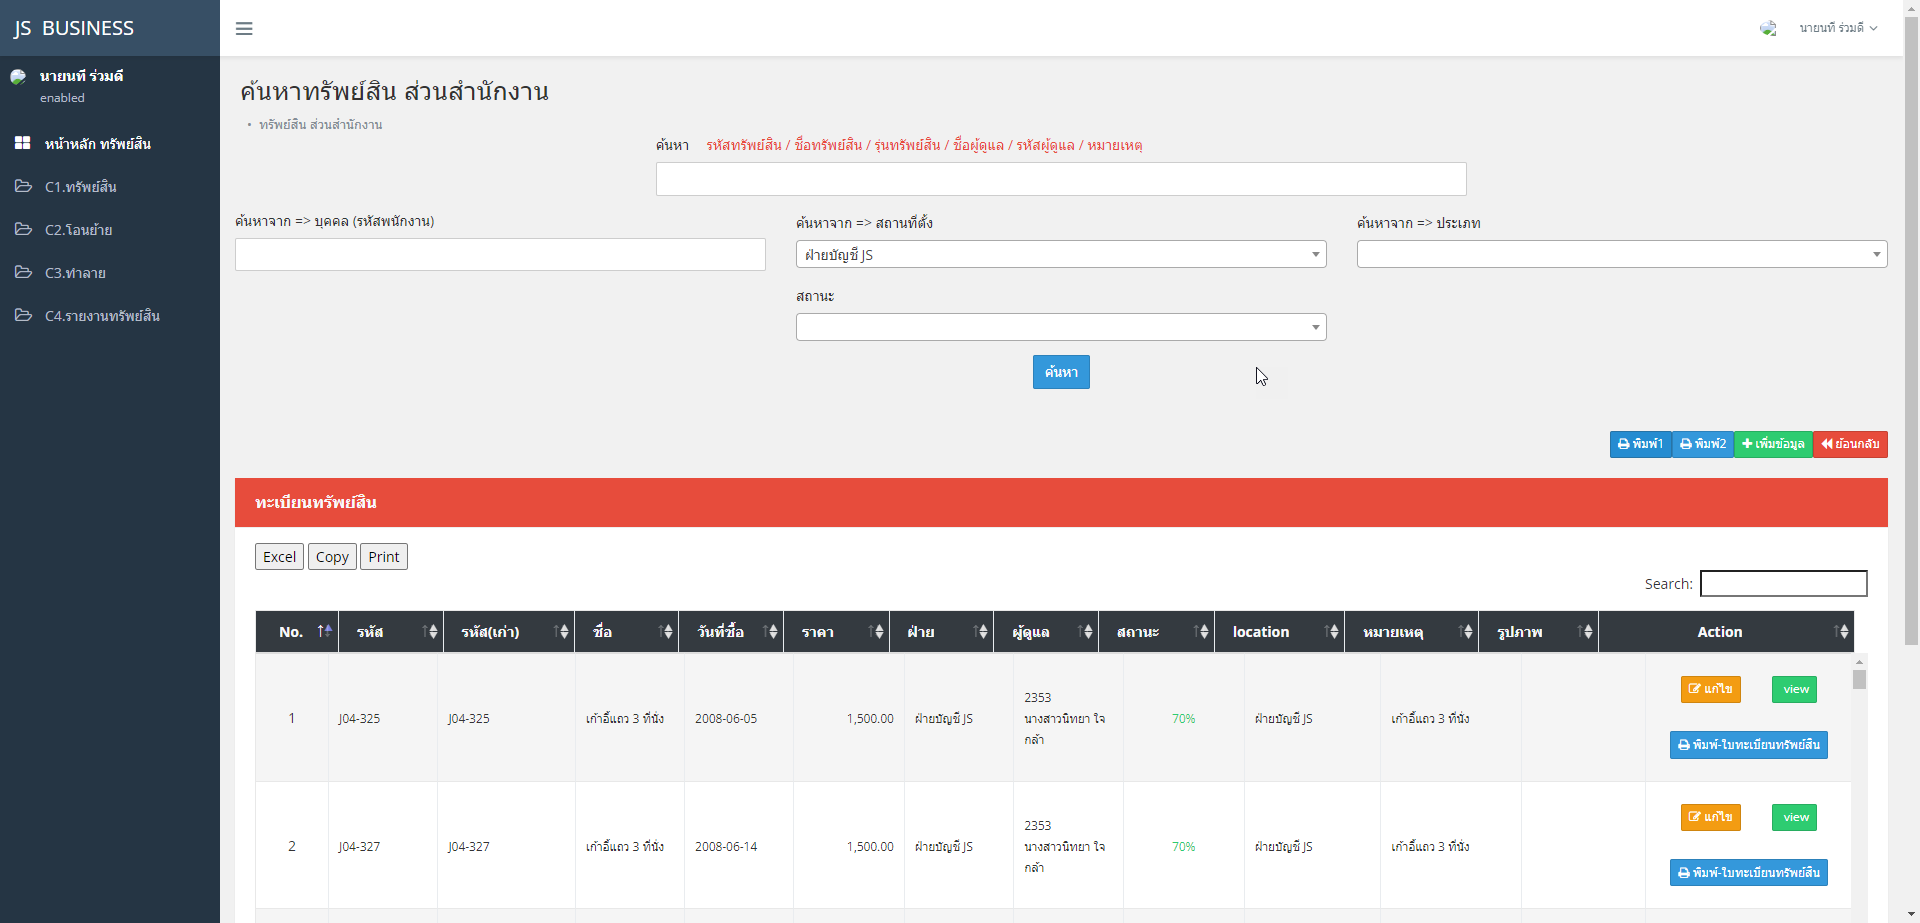 JS BUSINESS
นายนที ร่วมดี
นายนที ร่วมดี
enabled
หน้าหลัก ทรัพย์สิน
C1.ทรัพย์สิน
C2.โอนย้าย
C3.ทำลาย
C4.รายงานทรัพย์สิน
ค้นหาทรัพย์สิน ส่วนสำนักงาน
• ทรัพย์สิน ส่วนสำนักงาน
ค้นหา รหัสทรัพย์สิน / ชื่อทรัพย์สิน / รุ่นทรัพย์สิน / ชื่อผู้ดูแล / รหัสผู้ดูแล / หมายเหตุ
ค้นหาจาก => บุคคล (รหัสพนักงาน)
ค้นหาจาก => สถานที่ตั้ง
ค้นหาจาก => ประเภท
ฝ่ายบัญชี JS
สถานะ
ค้นหา
พิมพ์1 พิมพ์2 เพิ่มข้อมูล ย้อนกลับ
ทะเบียนทรัพย์สิน
Excel Copy Print
Search:
No. รหัส รหัส(เก่า) ชื่อ วันที่ซื้อ ราคา ฝ่าย ผู้ดูแล สถานะ location หมายเหตุ รูปภาพ Action
1 J04-325 J04-325 เก้าอี้แถว 3 ที่นั่ง 2008-06-05 1,500.00 ฝ่ายบัญชี JS 2353 นางสาวนิทยา ใจกล้า 70% ฝ่ายบัญชี JS เก้าอี้แถว 3 ที่นั่ง แก้ไข view
พิมพ์-ใบทะเบียนทรัพย์สิน
2 J04-327 J04-327 เก้าอี้แถว 3 ที่นั่ง 2008-06-14 1,500.00 ฝ่ายบัญชี JS 2353 นางสาวนิทยา ใจกล้า 70% ฝ่ายบัญชี JS เก้าอี้แถว 3 ที่นั่ง แก้ไข view
พิมพ์-ใบทะเบียนทรัพย์สิน